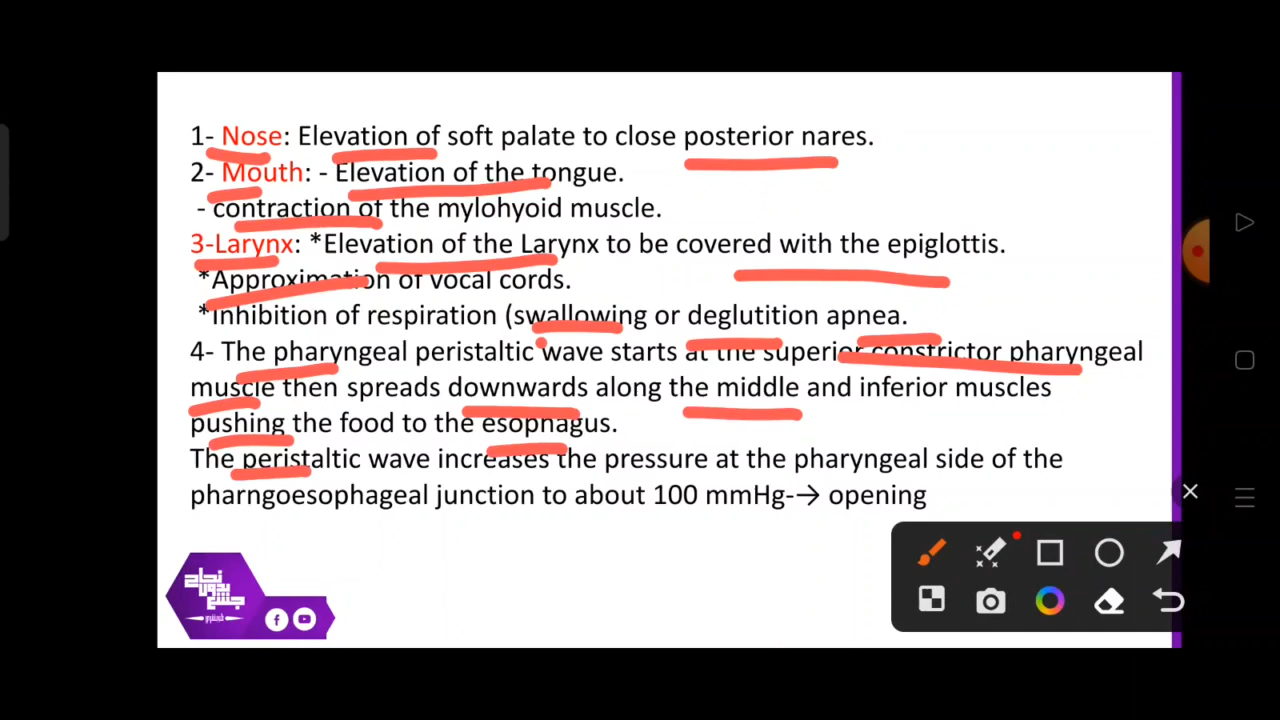 1- Nose: Elevation of soft palate to close posterior nares.
2- Mouth: - Elevation of the tongue.
- contraction of the mylohyoid muscle.
3-Larynx: *Elevation of the Larynx to be covered with the epiglottis.
*Approximation of vocal cords.
*Inhibition of respiration (swallowing or deglutition apnea.
4- The pharyngeal peristaltic wave starts at the superior constrictor pharyngeal
muscle then spreads downwards along the middle and inferior muscles
pushing the food to the esophagus.
The peristaltic wave increases the pressure at the pharyngeal side of the
pharngoesophageal junction to about 100 mmHg-→ opening
نجاح
بدون